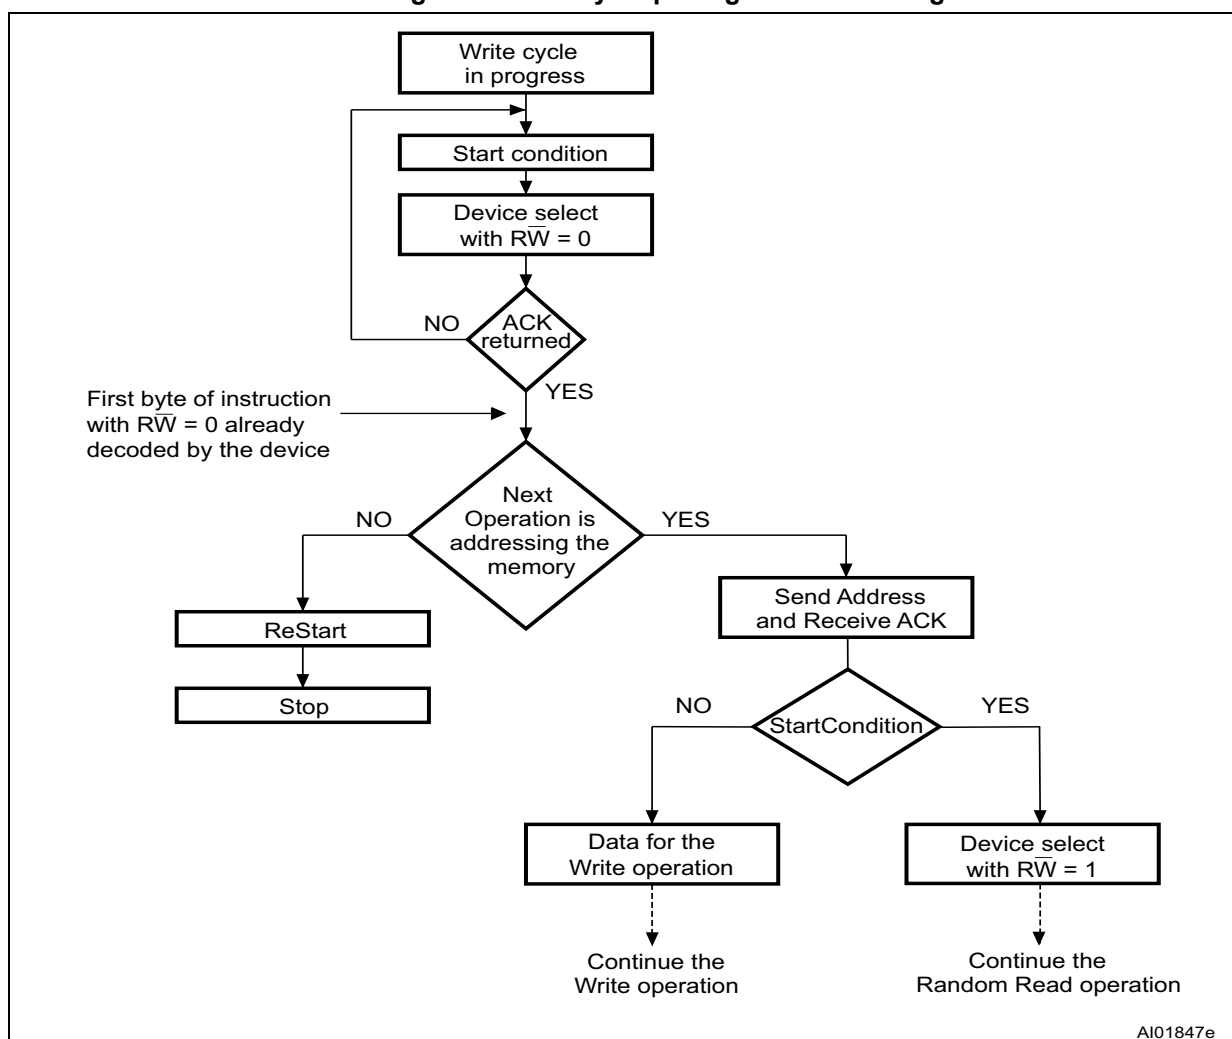 Write cycle
in progress
Start condition
Device select
with RW̅ = 0
NO
ACK
returned
YES
First byte of instruction
with RW̅ = 0 already
decoded by the device
Next
Operation is
addressing the
memory
NO
YES
ReStart
Stop
Send Address
and Receive ACK
NO
StartCondition
YES
Data for the
Write operation
Device select
with RW̅ = 1
Continue the
Write operation
Continue the
Random Read operation
AI01847e